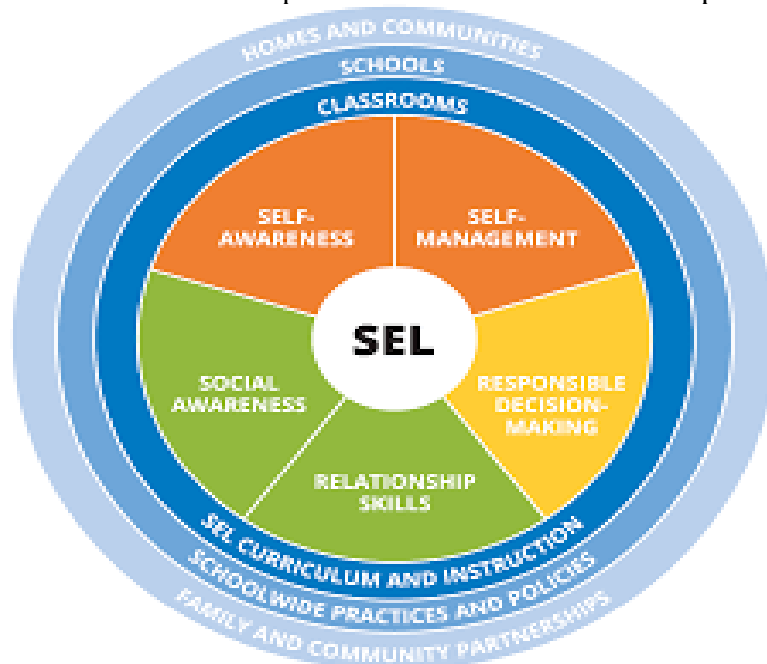 HOMES AND COMMUNITIES
SCHOOLS
CLASSROOMS
SELF-
AWARENESS
SELF-
MANAGEMENT
SEL
SOCIAL
AWARENESS
RESPONSIBLE
DECISION-
MAKING
RELATIONSHIP
SKILLS
SEL CURRICULUM AND INSTRUCTION
SCHOOLWIDE PRACTICES AND POLICIES
FAMILY AND COMMUNITY PARTNERSHIPS